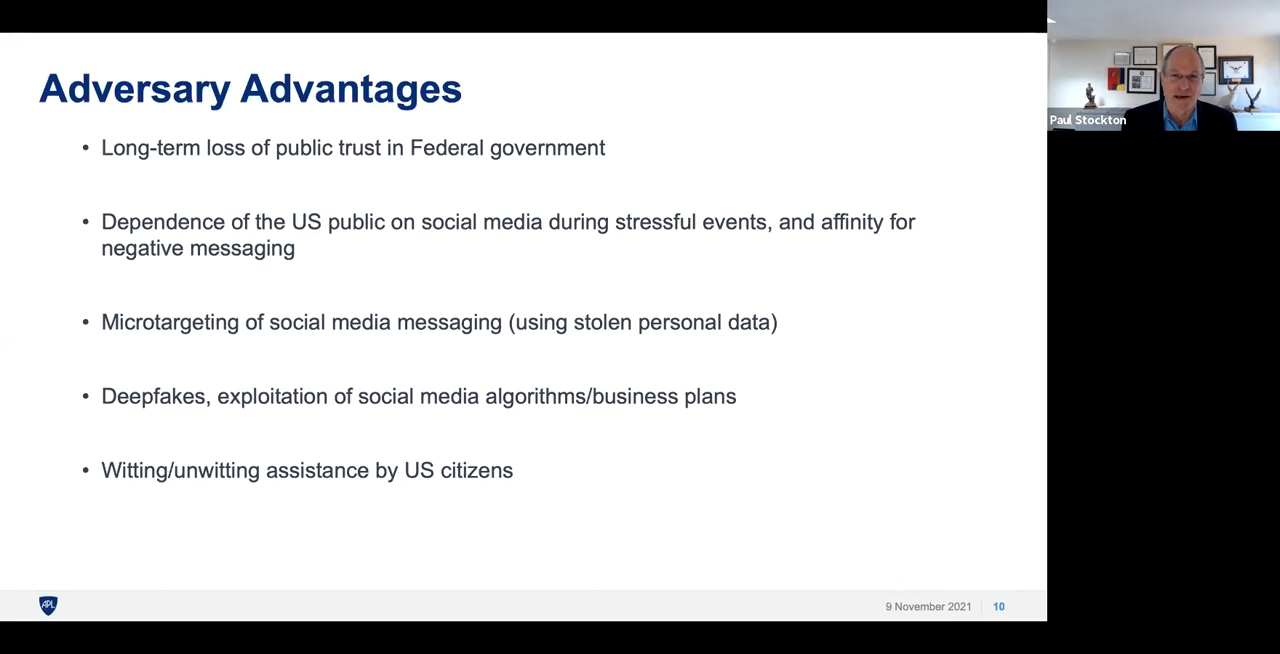 Adversary Advantages
• Long-term loss of public trust in Federal government
• Dependence of the US public on social media during stressful events, and affinity for
negative messaging
• Microtargeting of social media messaging (using stolen personal data)
• Deepfakes, exploitation of social media algorithms/business plans
• Witting/unwitting assistance by US citizens
APL
9 November 2021
10
Paul Stockton